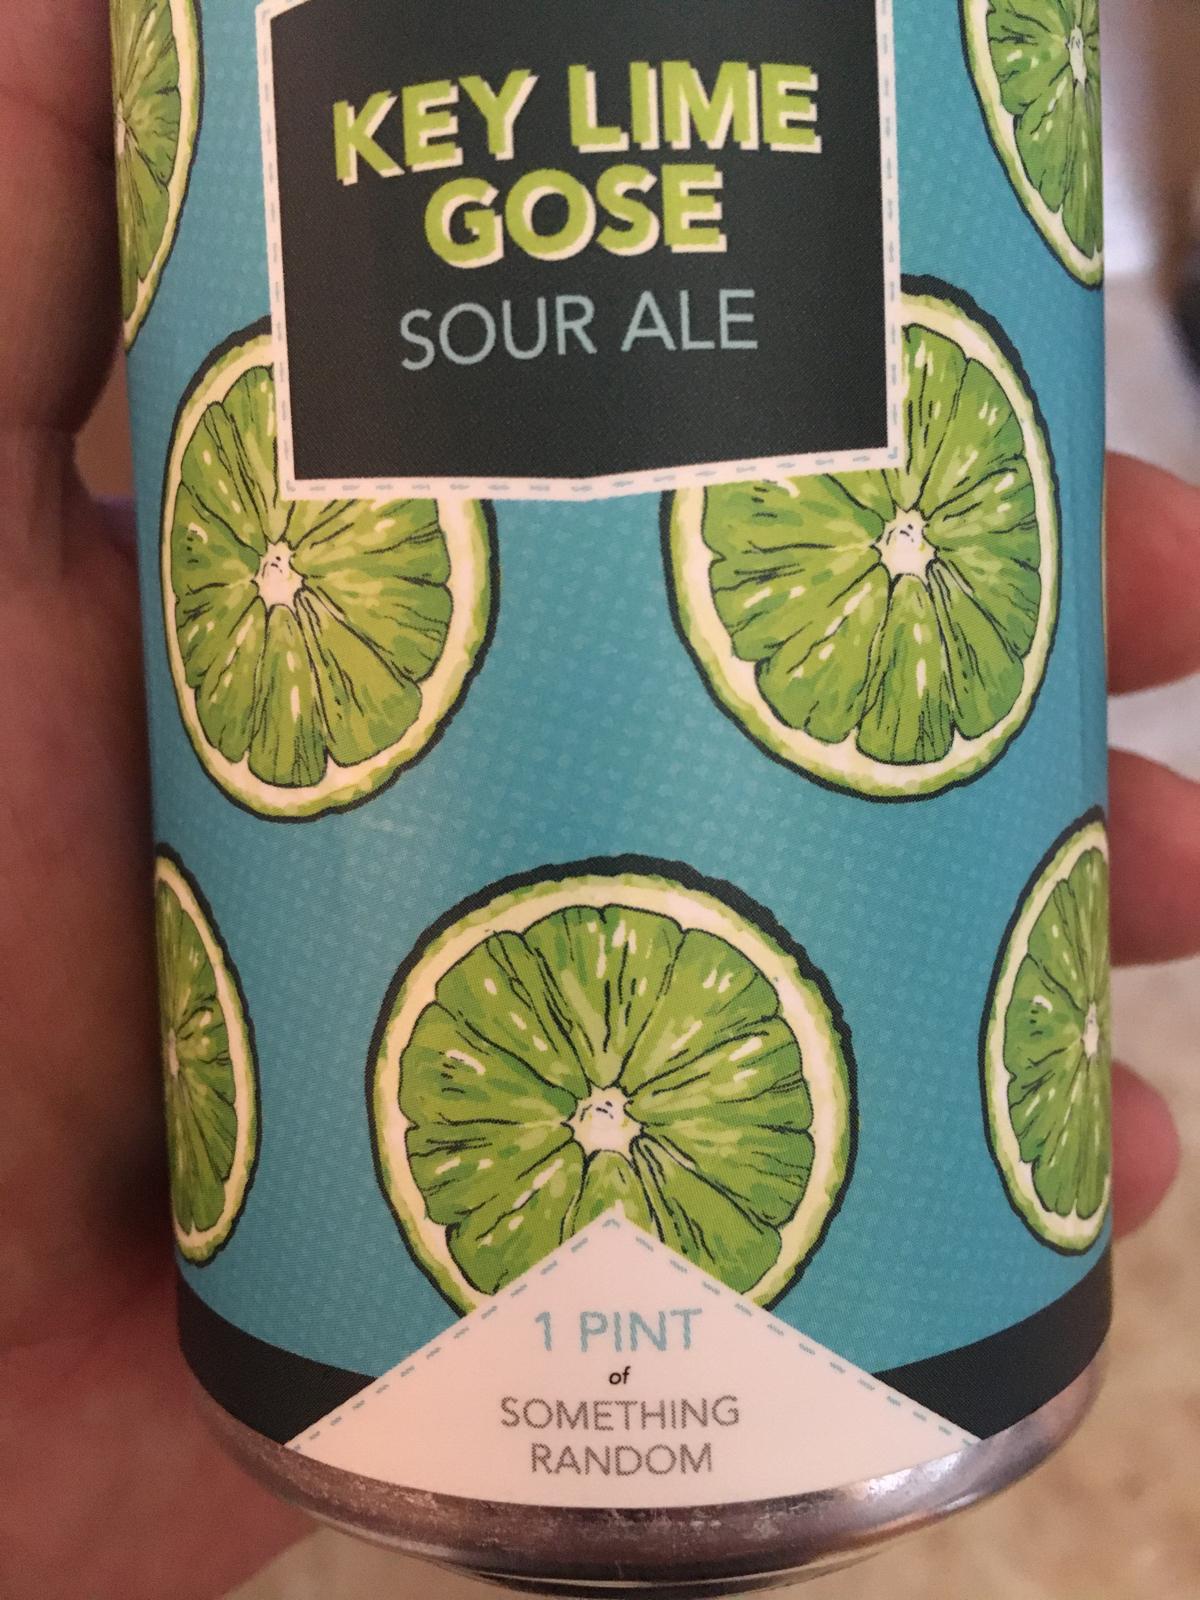 KEY LIME
GOSE
SOUR ALE
1 PINT
of
SOMETHING
RANDOM